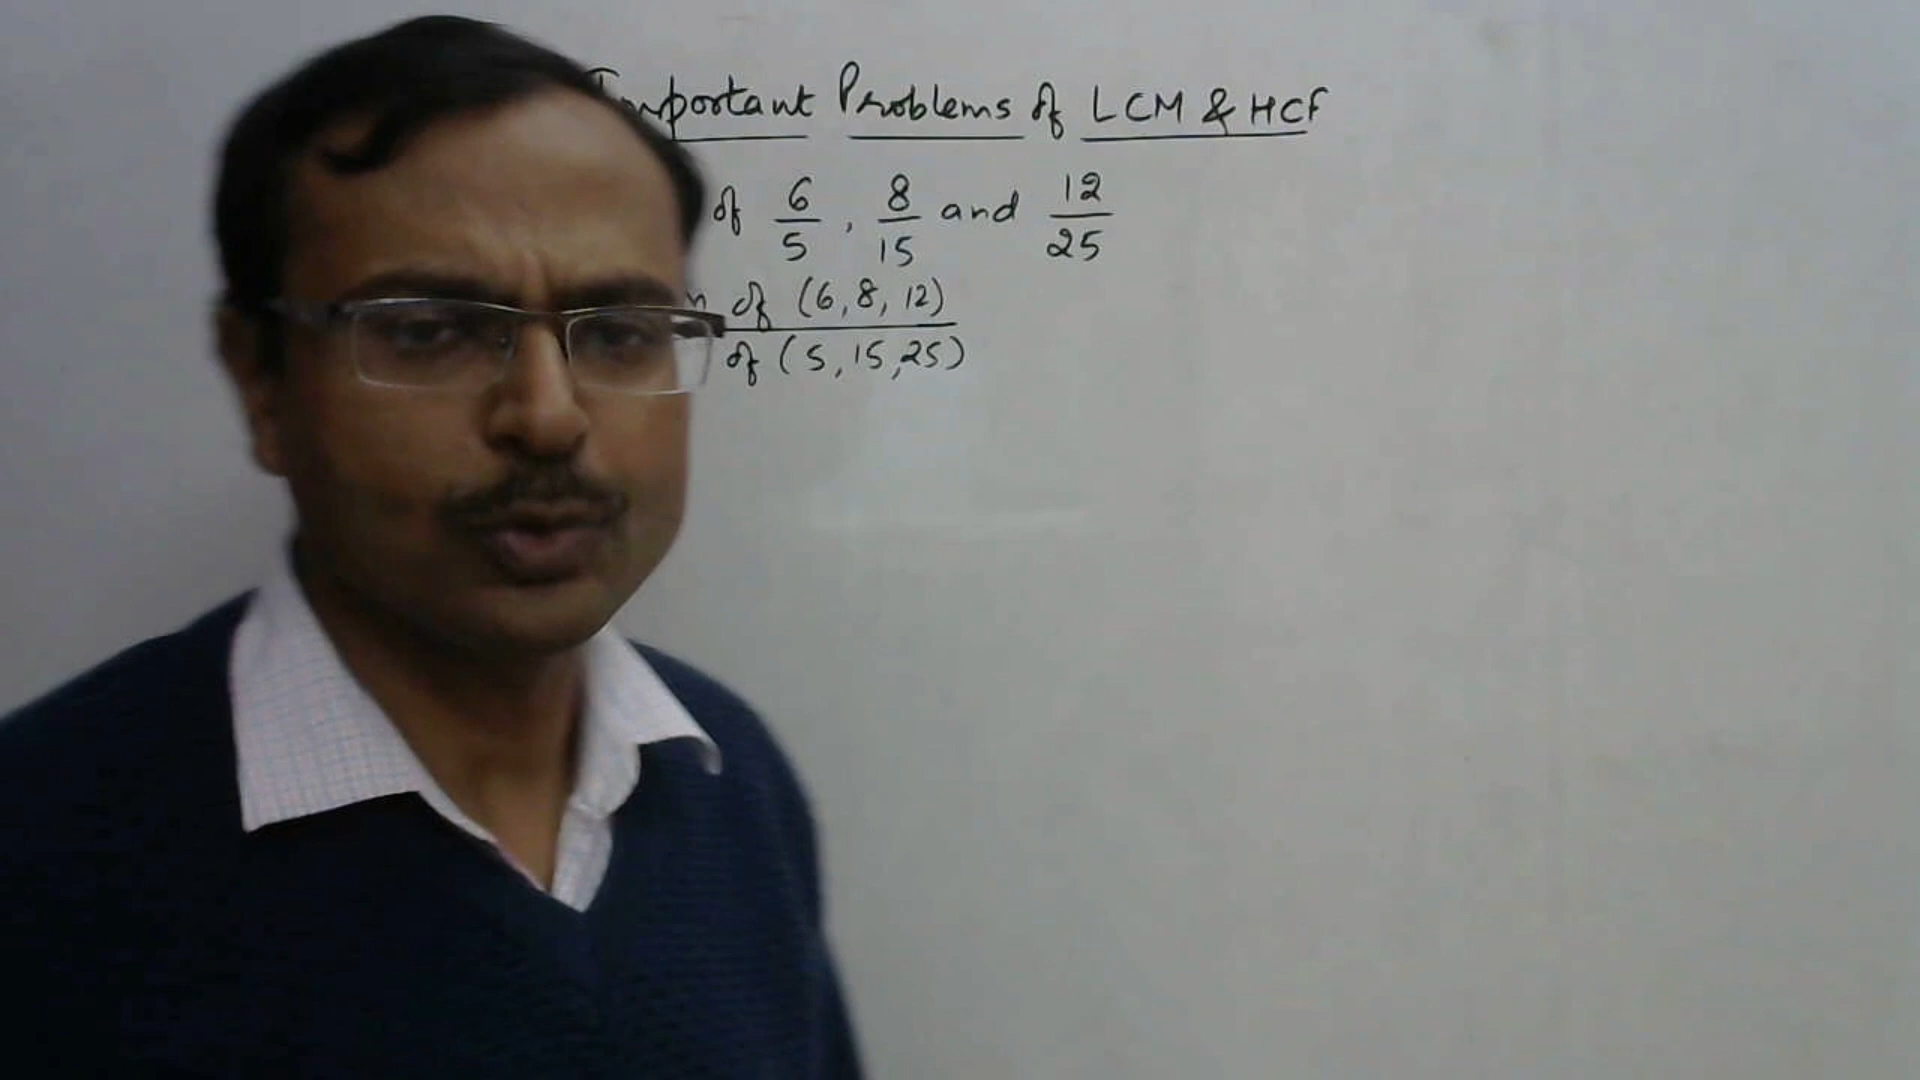 Important Problems of LCM & HCF
of 6/5, 8/15 and 12/25
of (6,8,12)
of (5,15,25)